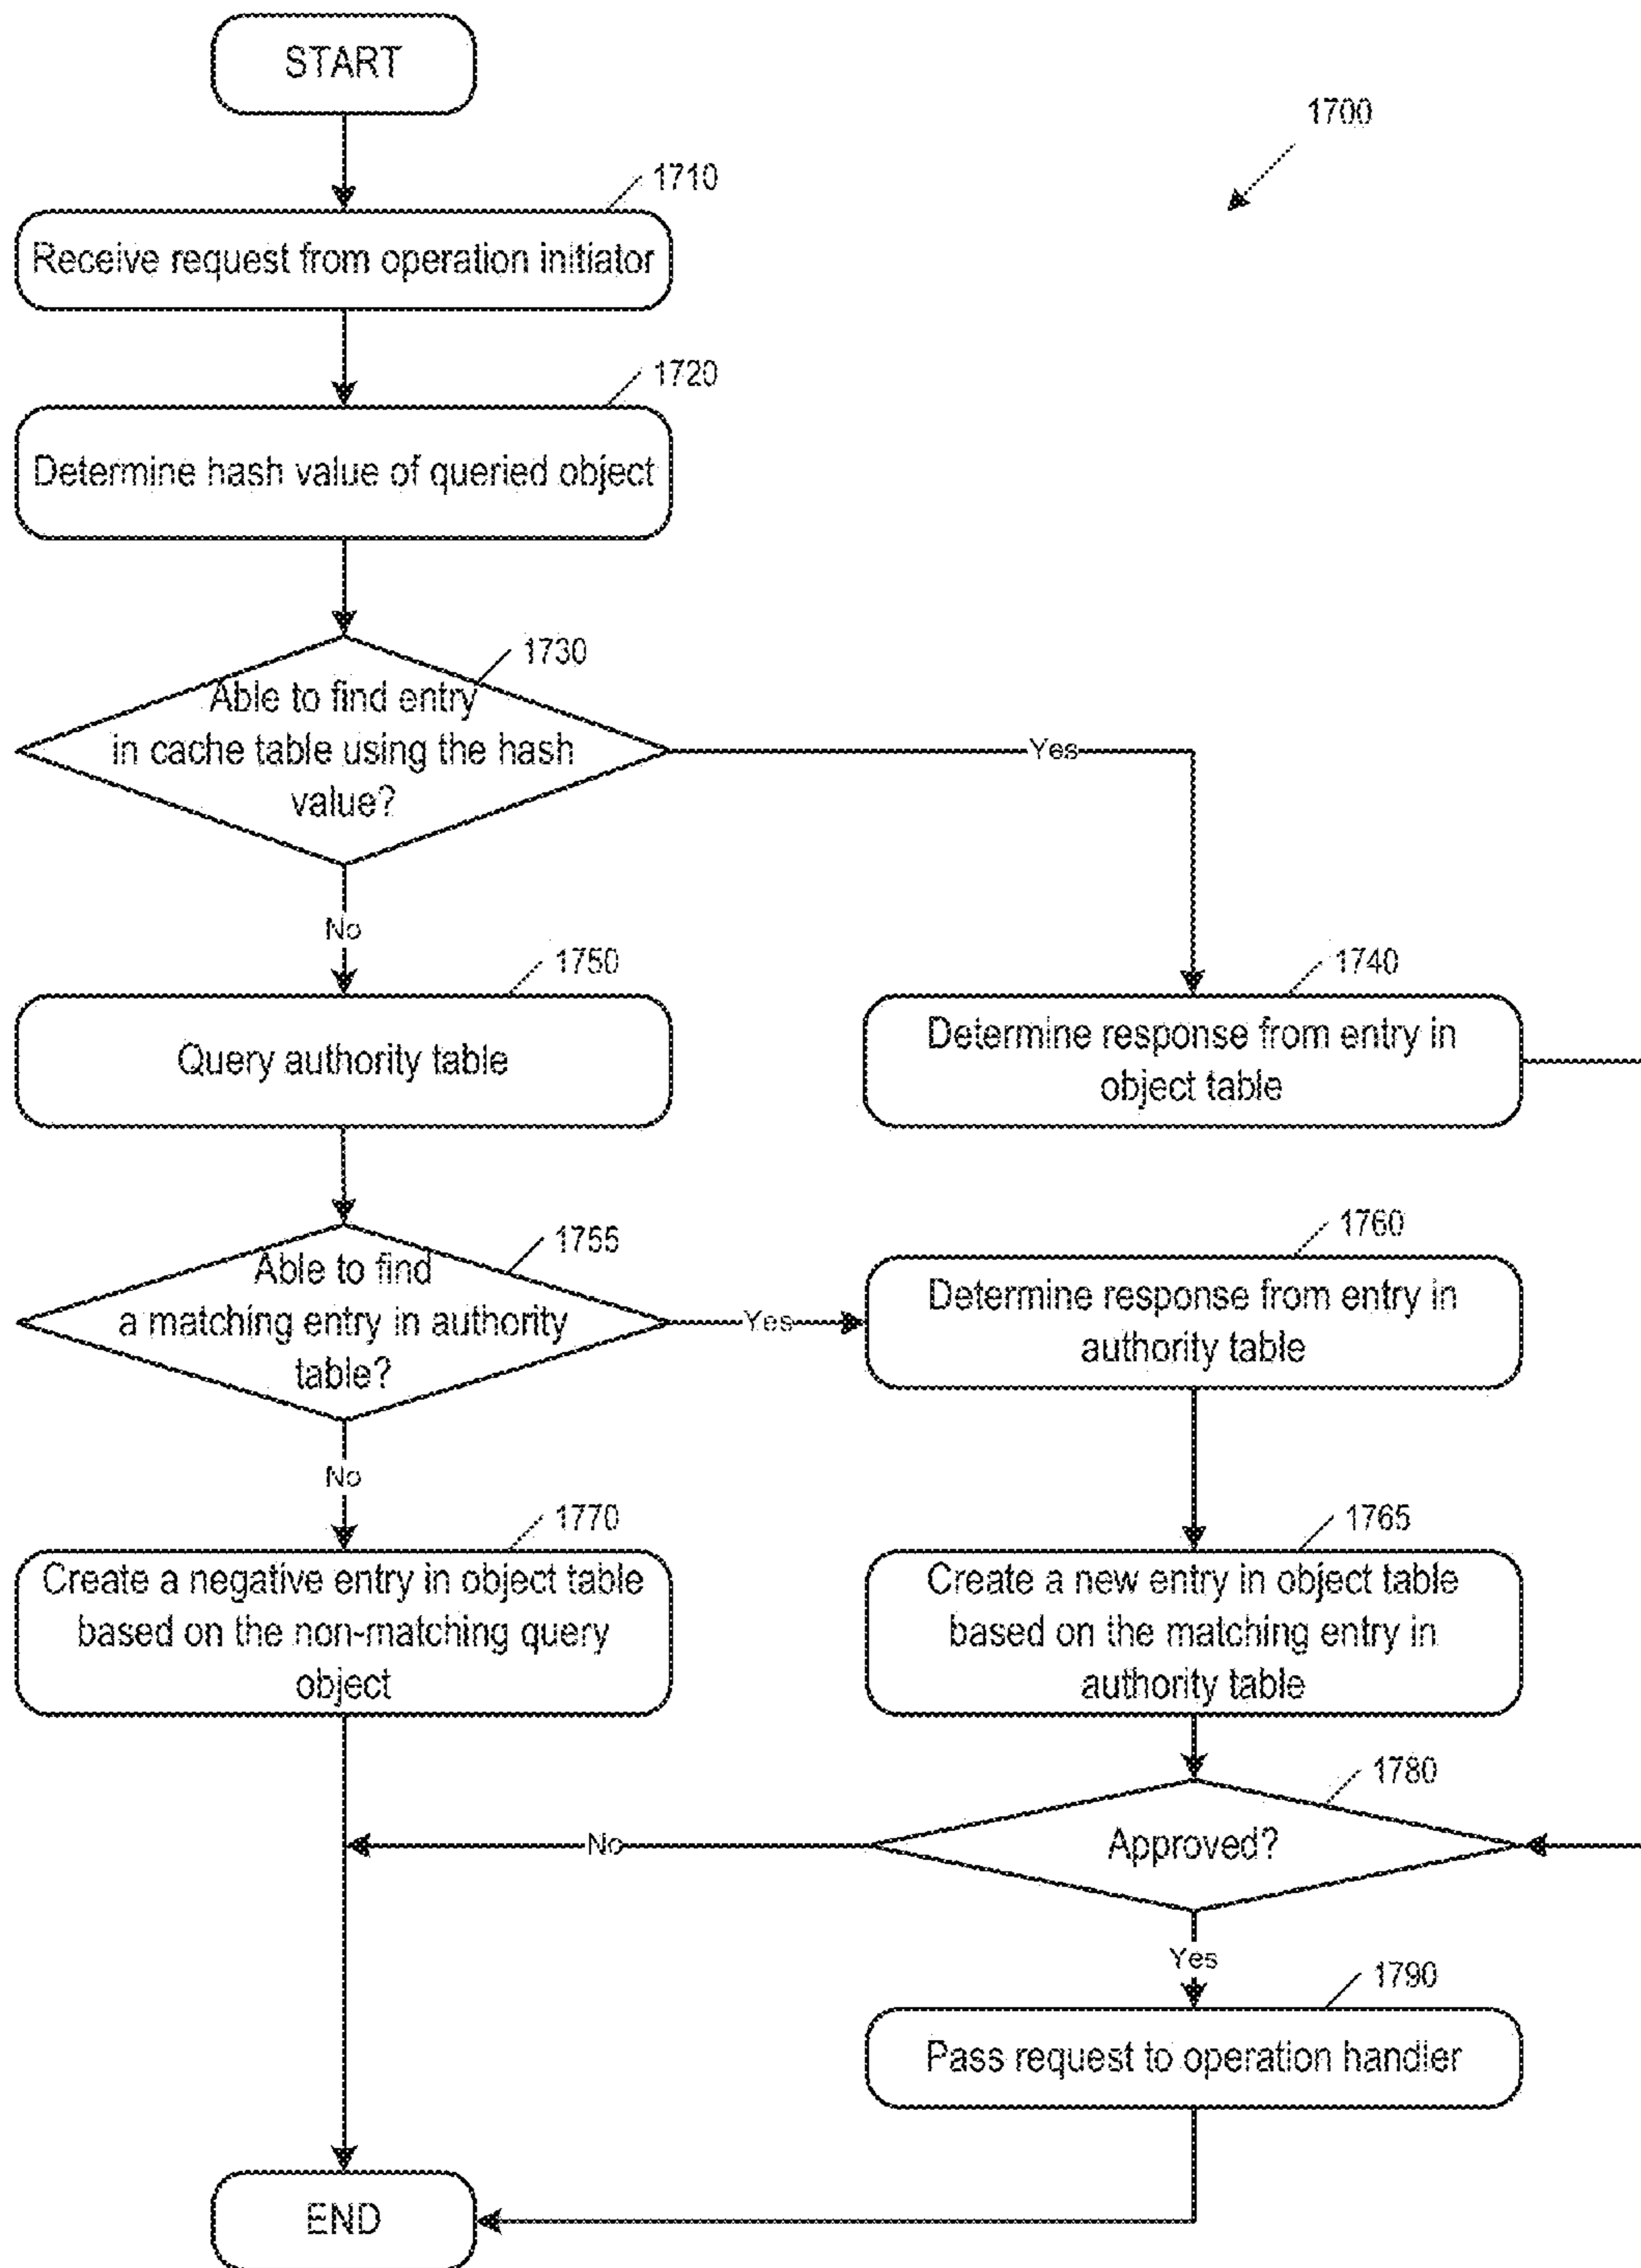 START
1700
1710
Receive request from operation initiator
1720
Determine hash value of queried object
1730
Able to find entry
in cache table using the hash
value?
Yes
No
1750
Query authority table
1740
Determine response from entry in
object table
1755
Able to find
a matching entry in authority
table?
Yes
1760
Determine response from entry in
authority table
No
1770
Create a negative entry in object table
based on the non-matching query
object
1765
Create a new entry in object table
based on the matching entry in
authority table
1780
Approved?
No
Yes
1790
Pass request to operation handler
END